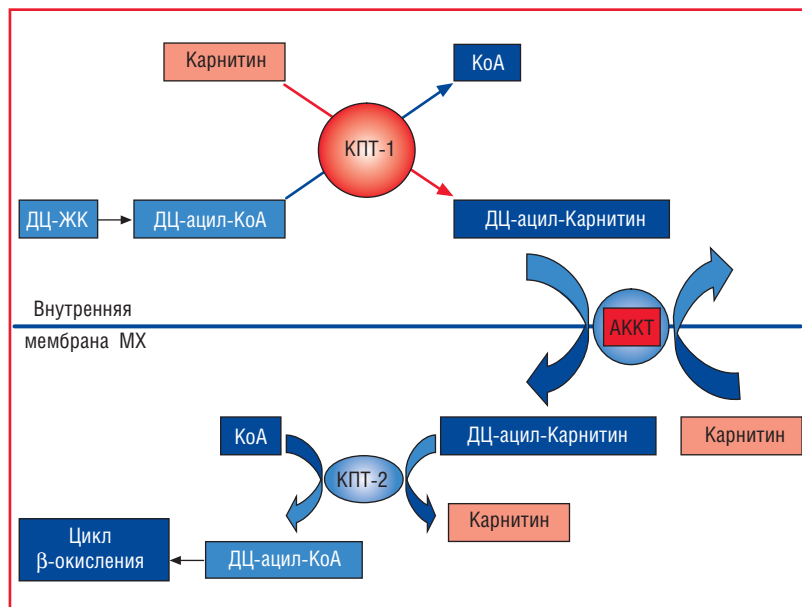 Карнитин
КоА
КПТ-1
ДЦ-ЖК
ДЦ-ацил-КоА
ДЦ-ацил-Карнитин
Внутренняя
мембрана МХ
АККТ
КоА
ДЦ-ацил-Карнитин
Карнитин
КПТ-2
Карнитин
Цикл
β-окисления
ДЦ-ацил-КоА